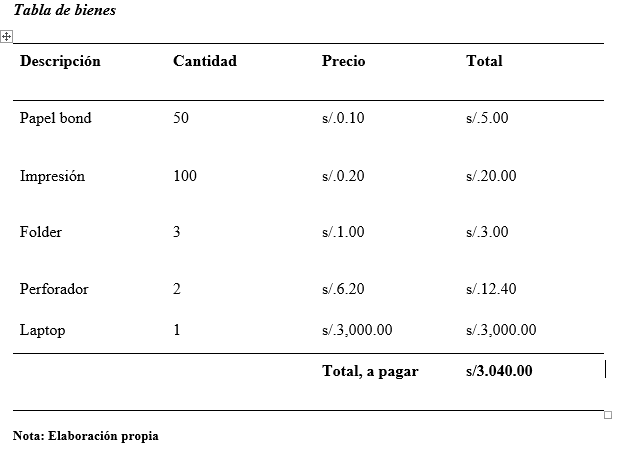 Tabla de bienes
Descripción Cantidad Precio Total
Papel bond 50 s/.0.10 s/.5.00
Impresión 100 s/.0.20 s/.20.00
Folder 3 s/.1.00 s/.3.00
Perforador 2 s/.6.20 s/.12.40
Laptop 1 s/.3,000.00 s/.3,000.00
Total, a pagar s/3.040.00
Nota: Elaboración propia